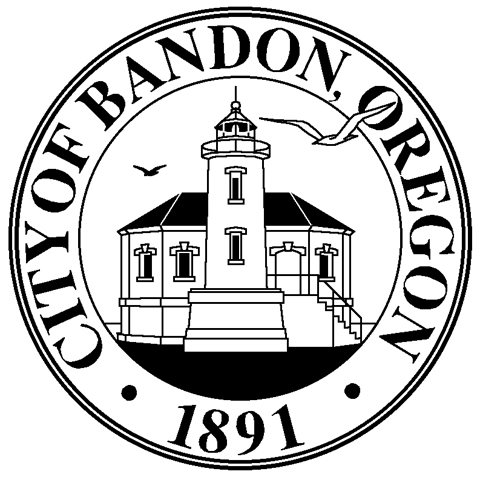 CITY OF BANDON, OREGON
1891